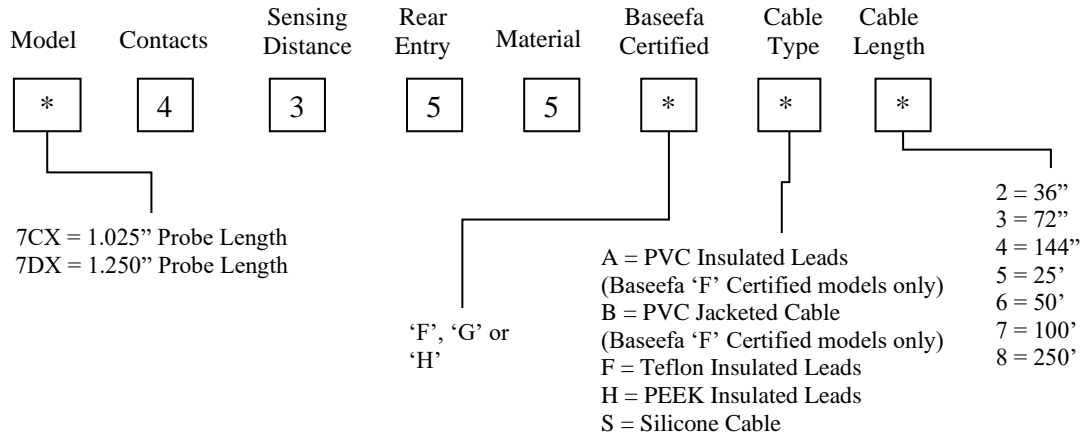 Model
Contacts
Sensing
Distance
Rear
Entry
Material
Baseefa
Certified
Cable
Type
Cable
Length
*
4
3
5
5
*
*
*
7CX = 1.025” Probe Length
7DX = 1.250” Probe Length
‘F’, ‘G’ or
‘H’
A = PVC Insulated Leads
(Baseefa ‘F’ Certified models only)
B = PVC Jacketed Cable
(Baseefa ‘F’ Certified models only)
F = Teflon Insulated Leads
H = PEEK Insulated Leads
S = Silicone Cable
2 = 36”
3 = 72”
4 = 144”
5 = 25’
6 = 50’
7 = 100’
8 = 250’